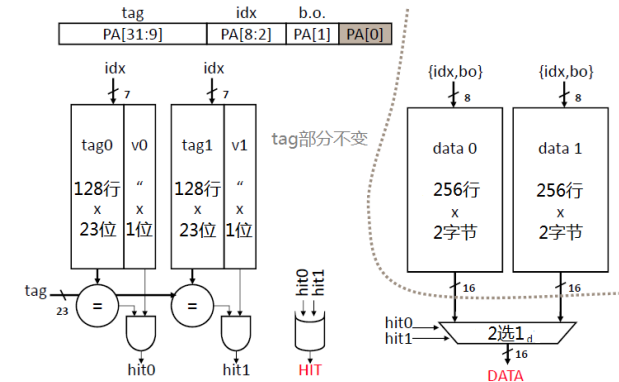 tag idx b.o.
PA[31:9] PA[8:2] PA[1] PA[0]
idx idx
7 7
tag0 v0 tag1 v1
128行 “ 128行 “
x x x x
23位 1位 23位 1位
tag部分不变
tag
23
= =
hit0 hit1
hit0
hit1
HIT
{idx,bo} {idx,bo}
8 8
data 0 data 1
256行 256行
x x
2字节 2字节
16 16
hit0
hit1
2选1 d
16
DATA